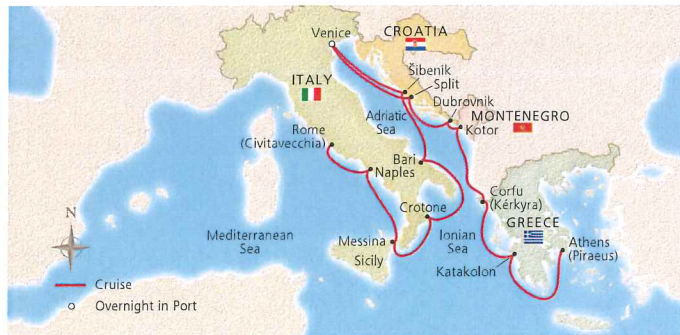 Venice
CROATIA
Šibenik
Split
ITALY
Dubrovnik
MONTENEGRO
Adriatic
Sea
Kotor
Rome
(Civitavecchia)
Bari
Naples
Corfu
(Kérkyra)
Crotone
GREECE
N
Mediterranean
Sea
Messina
Sicily
Ionian
Sea
Athens
(Piraeus)
Katakolon
Cruise
Overnight in Port